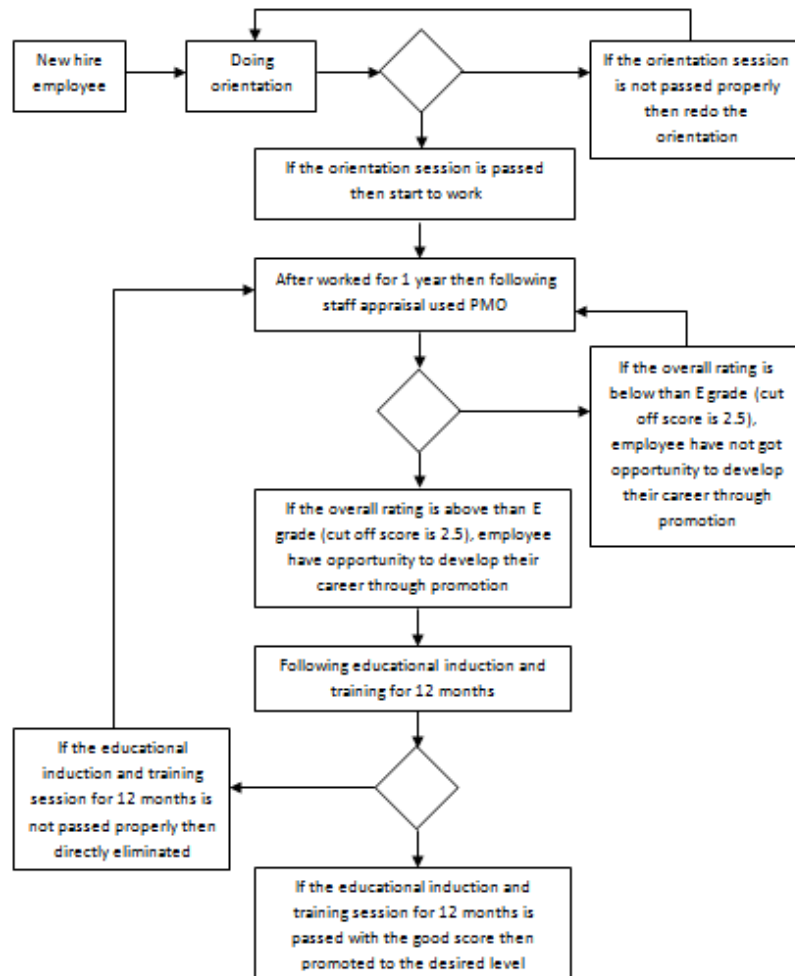 New hire
employee
Doing
orientation
If the orientation session
is not passed properly
then redo the
orientation
If the orientation session is passed
then start to work
After worked for 1 year then following
staff appraisal used PMO
If the overall rating is
below than E grade (cut
off score is 2.5),
employee have not got
opportunity to develop
their career through
promotion
If the overall rating is above than E
grade (cut off score is 2.5), employee
have opportunity to develop their
career through promotion
Following educational induction and
training for 12 months
If the educational
induction and training
session for 12 months is
not passed properly then
directly eliminated
If the educational induction and
training session for 12 months is
passed with the good score then
promoted to the desired level